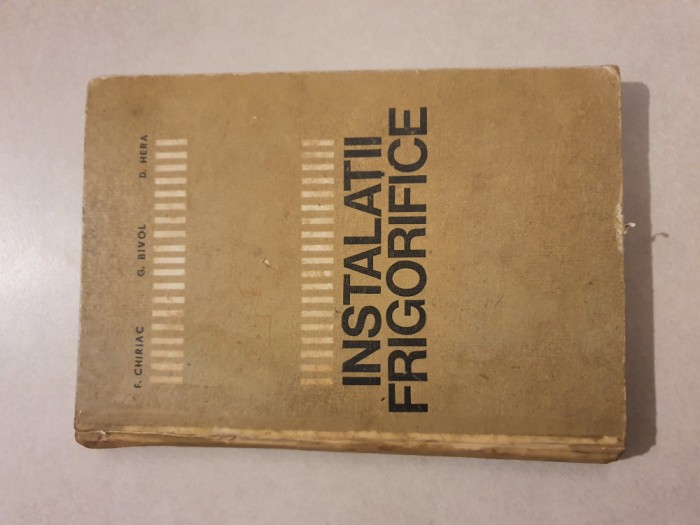 F. CHIRIAC G. BIVOL D. HERA
INSTALAȚII
FRIGORIFICE